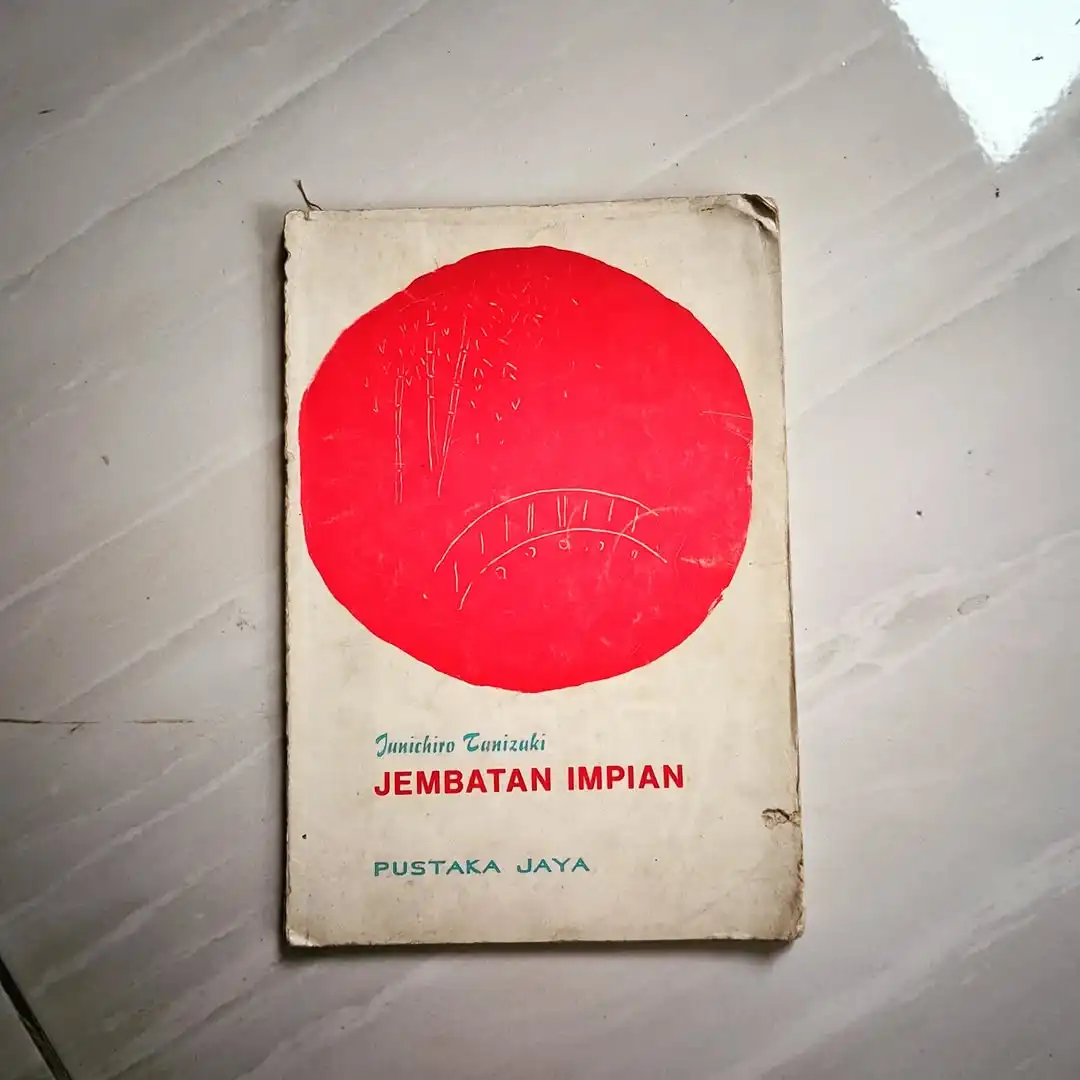 Junichiro Tanizaki
JEMBATAN IMPIAN
PUSTAKA JAYA